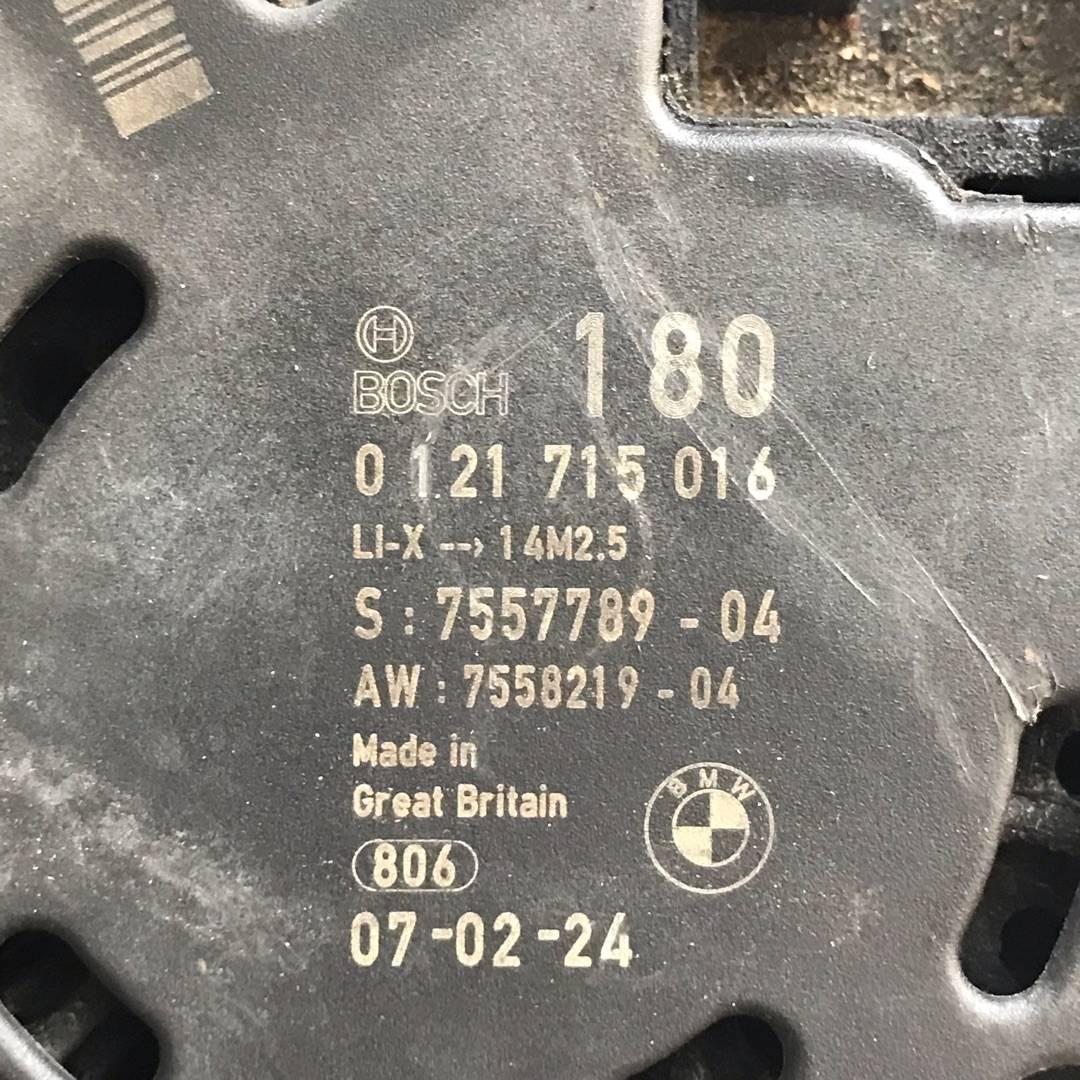 BOSCH 180
0 121 715 016
LI-X --> 14M2.5
S : 7557789 - 04
AW : 7558219 - 04
Made in
Great Britain
BMW
806
07-02-24